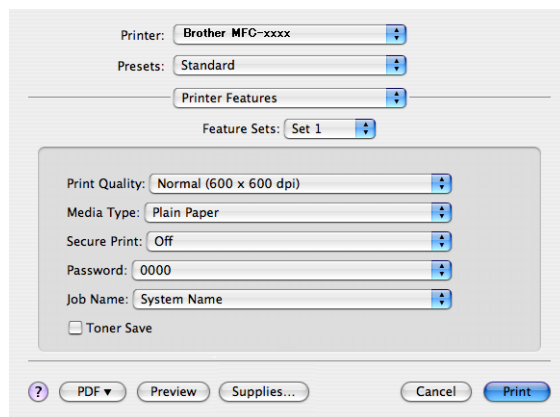 Printer: Brother MFC-xxxx
Presets: Standard
Printer Features
Feature Sets: Set 1
Print Quality: Normal (600 x 600 dpi)
Media Type: Plain Paper
Secure Print: Off
Password: 0000
Job Name: System Name
Toner Save
? PDF ▼ Preview Supplies... Cancel Print